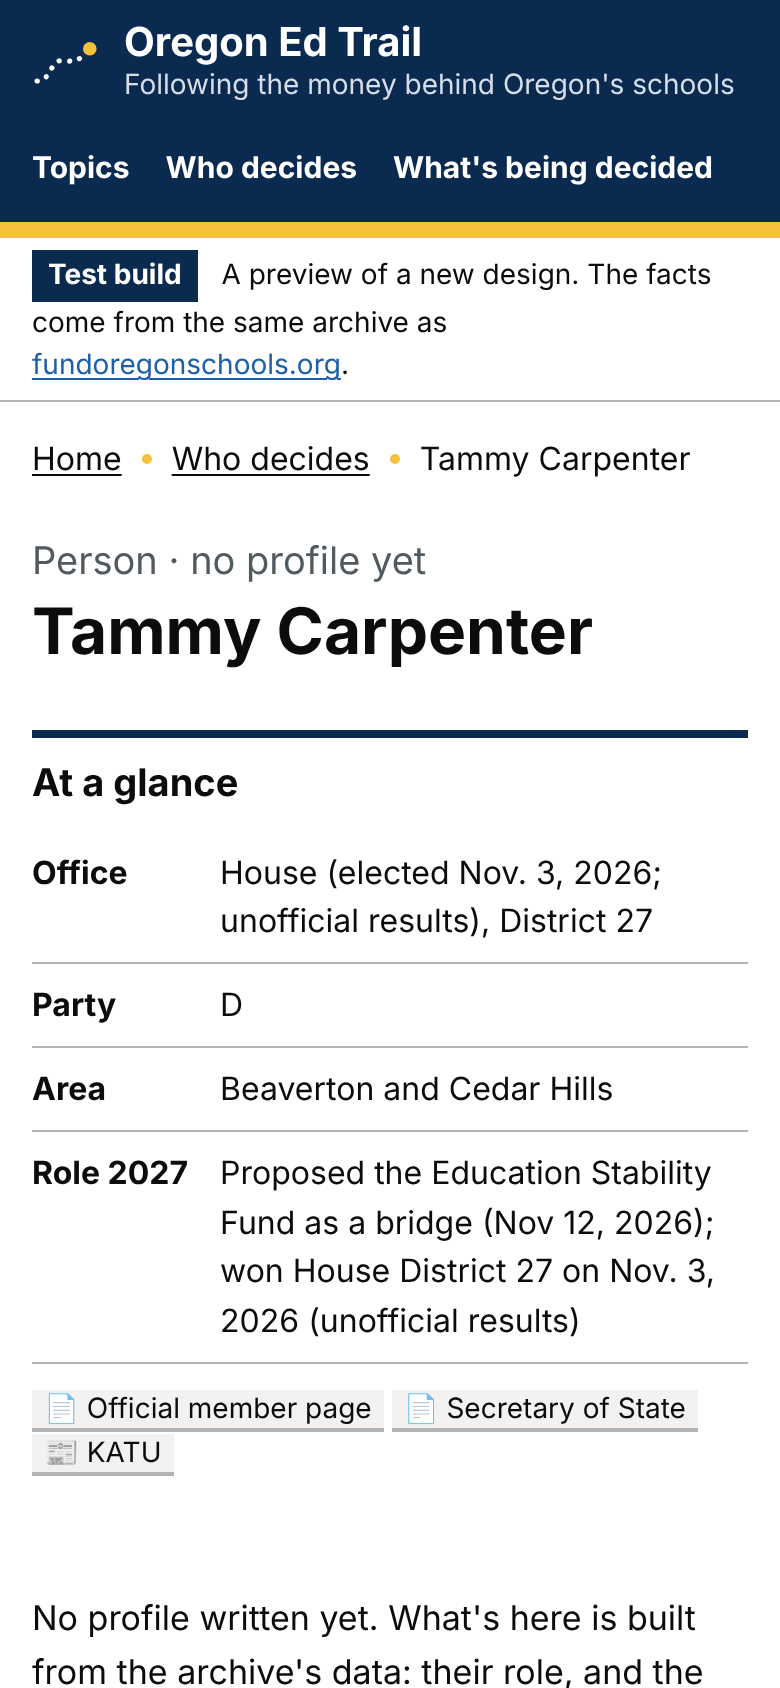 Oregon Ed Trail
Following the money behind Oregon's schools
Topics Who decides What's being decided
Test build A preview of a new design. The facts
come from the same archive as
fundoregonschools.org.
Home • Who decides • Tammy Carpenter
Person · no profile yet
Tammy Carpenter
At a glance
Office House (elected Nov. 3, 2026;
unofficial results), District 27
Party D
Area Beaverton and Cedar Hills
Role 2027 Proposed the Education Stability
Fund as a bridge (Nov 12, 2026);
won House District 27 on Nov. 3,
2026 (unofficial results)
📄 Official member page 📄 Secretary of State
📰 KATU
No profile written yet. What's here is built
from the archive's data: their role, and the